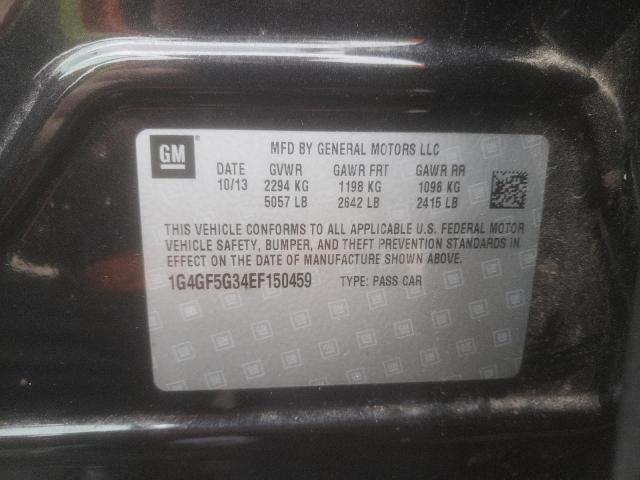 GM ® MFD BY GENERAL MOTORS LLC
DATE GVWR GAWR FRT GAWR RR
10/13 2294 KG 1198 KG 1096 KG
5057 LB 2642 LB 2415 LB
THIS VEHICLE CONFORMS TO ALL APPLICABLE U.S. FEDERAL MOTOR
VEHICLE SAFETY, BUMPER, AND THEFT PREVENTION STANDARDS IN
EFFECT ON THE DATE OF MANUFACTURE SHOWN ABOVE.
1G4GF5G34EF150459 TYPE: PASS CAR